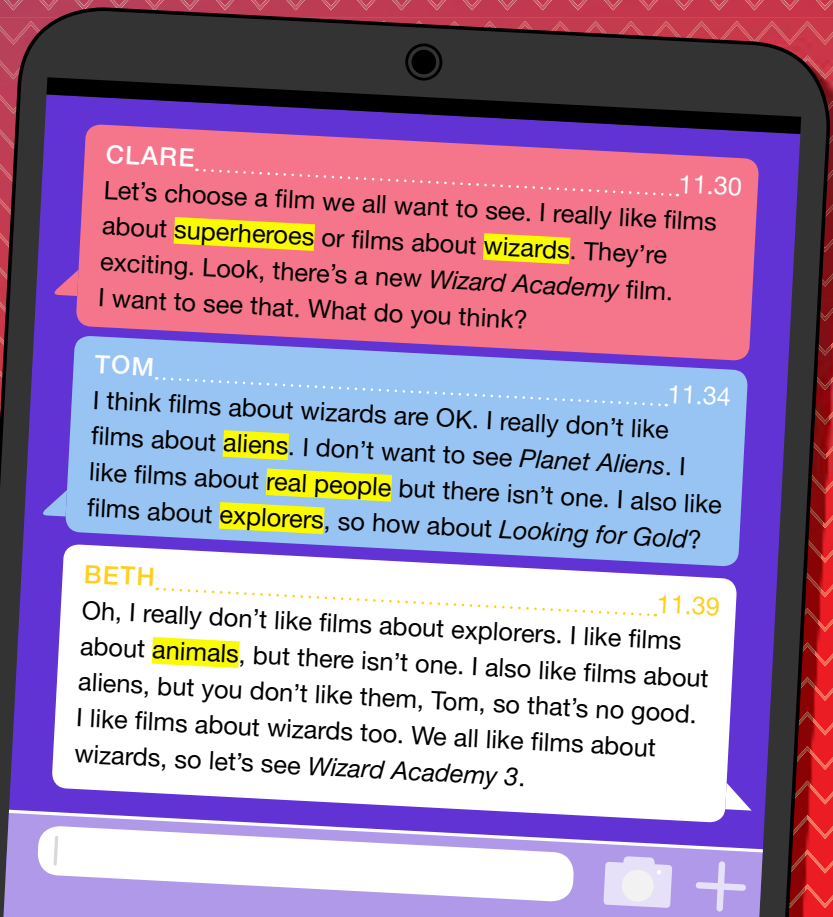 CLARE 11.30
Let's choose a film we all want to see. I really like films
about superheroes or films about wizards. They're
exciting. Look, there's a new Wizard Academy film.
I want to see that. What do you think?
TOM 11.34
I think films about wizards are OK. I really don't like
films about aliens. I don't want to see Planet Aliens. I
like films about real people but there isn't one. I also like
films about explorers, so how about Looking for Gold?
BETH 11.39
Oh, I really don't like films about explorers. I like films
about animals, but there isn't one. I also like films about
aliens, but you don't like them, Tom, so that's no good.
I like films about wizards too. We all like films about
wizards, so let's see Wizard Academy 3.